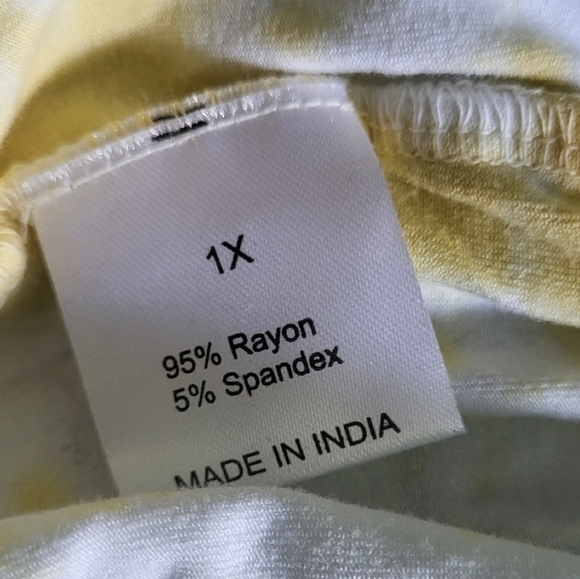 1X
95% Rayon
5% Spandex
MADE IN INDIA